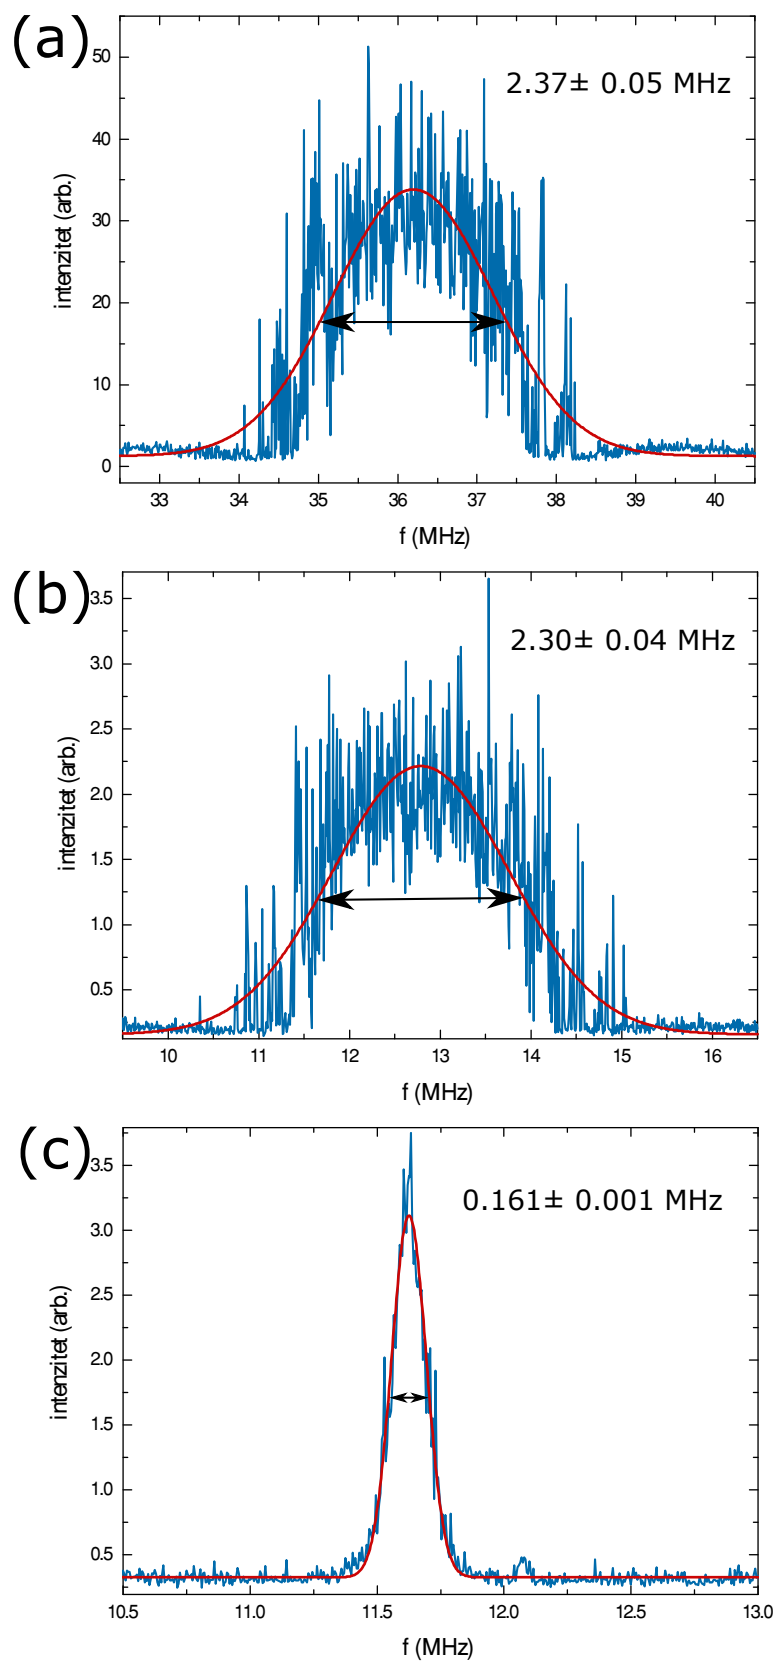 (a)
2.37± 0.05 MHz
intenzitet (arb.)
50
40
30
20
10
0
33 34 35 36 37 38 39 40
f (MHz)
(b)
2.30± 0.04 MHz
intenzitet (arb.)
3.5
3.0
2.5
2.0
1.5
1.0
0.5
10 11 12 13 14 15 16
f (MHz)
(c)
0.161± 0.001 MHz
intenzitet (arb.)
3.5
3.0
2.5
2.0
1.5
1.0
0.5
10.5 11.0 11.5 12.0 12.5 13.0
f (MHz)